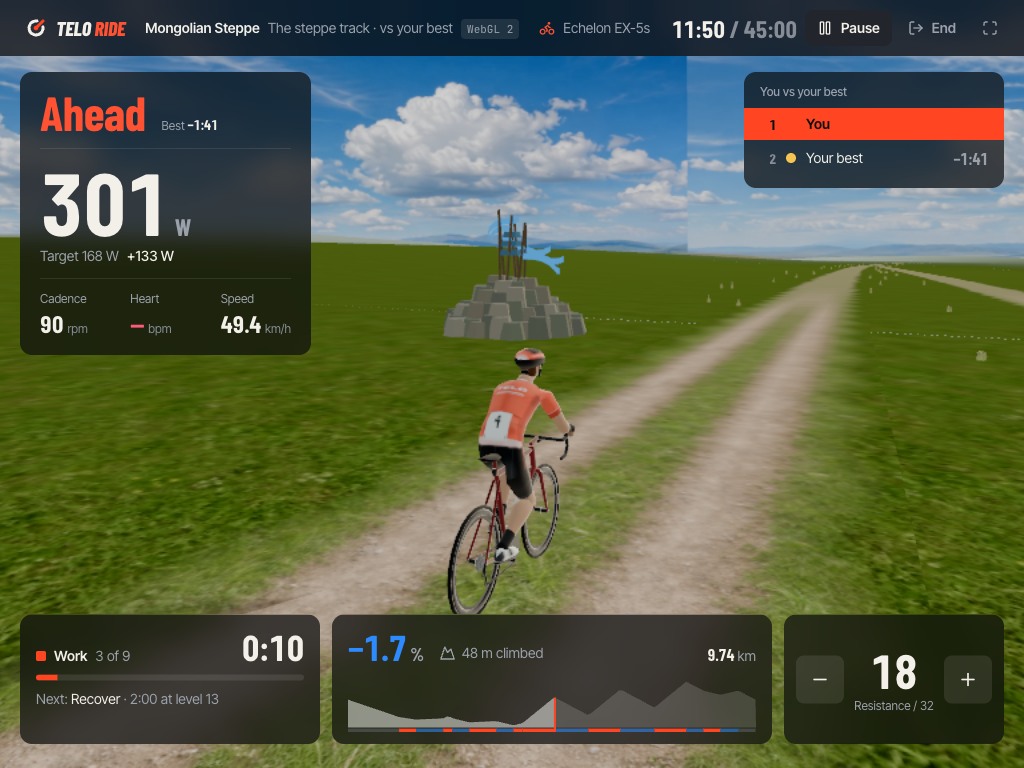 TELO RIDE Mongolian Steppe The steppe track · vs your best WebGL 2 Echelon EX-5s 11:50 / 45:00 Pause End
Ahead Best −1:41
301 W
Target 168 W +133 W
Cadence Heart Speed
90 rpm – bpm 49.4 km/h
You vs your best
1 You
2 Your best −1:41
Work 3 of 9 0:10
Next: Recover · 2:00 at level 13
−1.7 % 48 m climbed 9.74 km
− 18 +
Resistance / 32